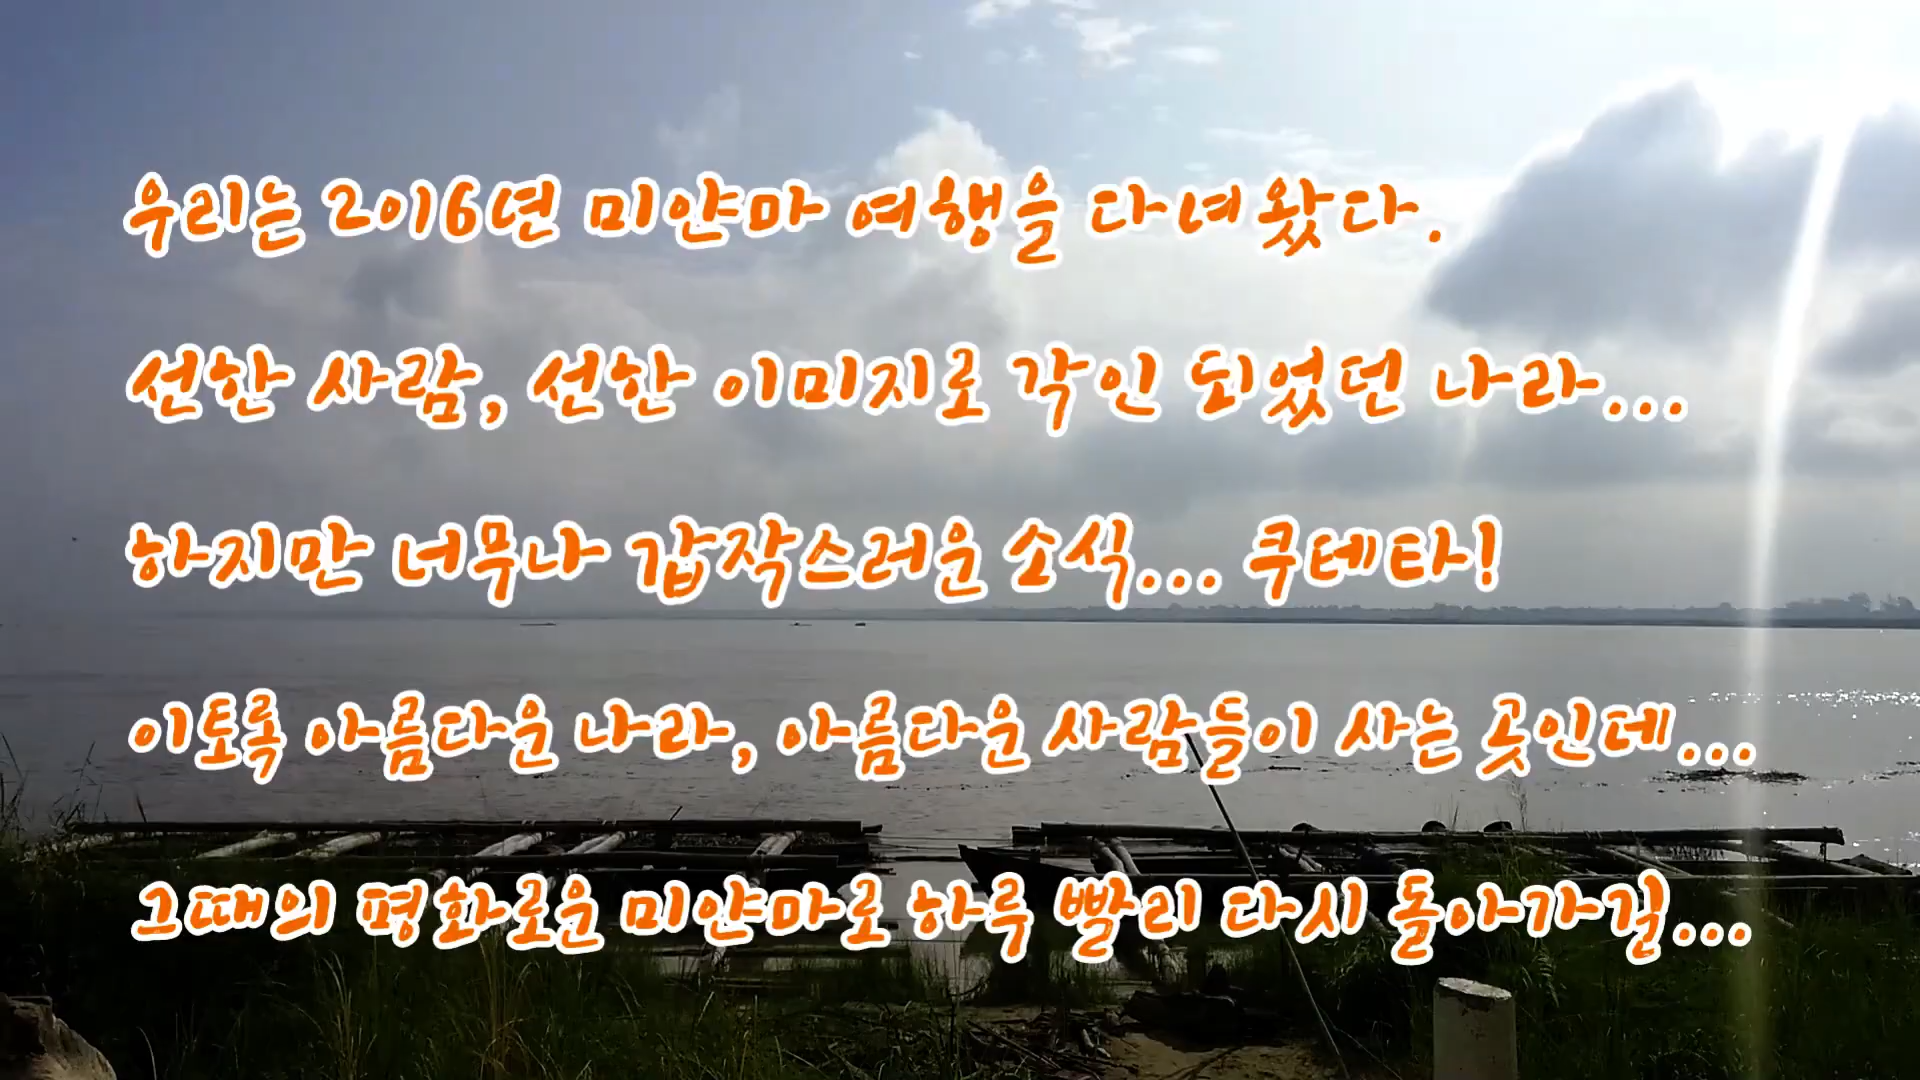 우리는 2016년 미얀마 여행을 다녀왔다.
선한 사람, 선한 이미지로 각인 되었던 나라...
하지만 너무나 갑작스러운 소식... 쿠테타!
이토록 아름다운 나라, 아름다운 사람들이 사는 곳인데...
그때의 평화로운 미얀마로 하루 빨리 다시 돌아가길...